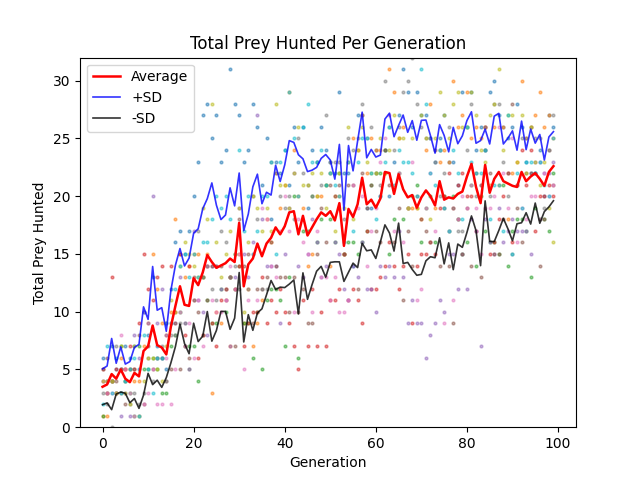 Total Prey Hunted Per Generation
Average
+SD
-SD
30
25
20
15
10
5
0
Total Prey Hunted
0 20 40 60 80 100
Generation